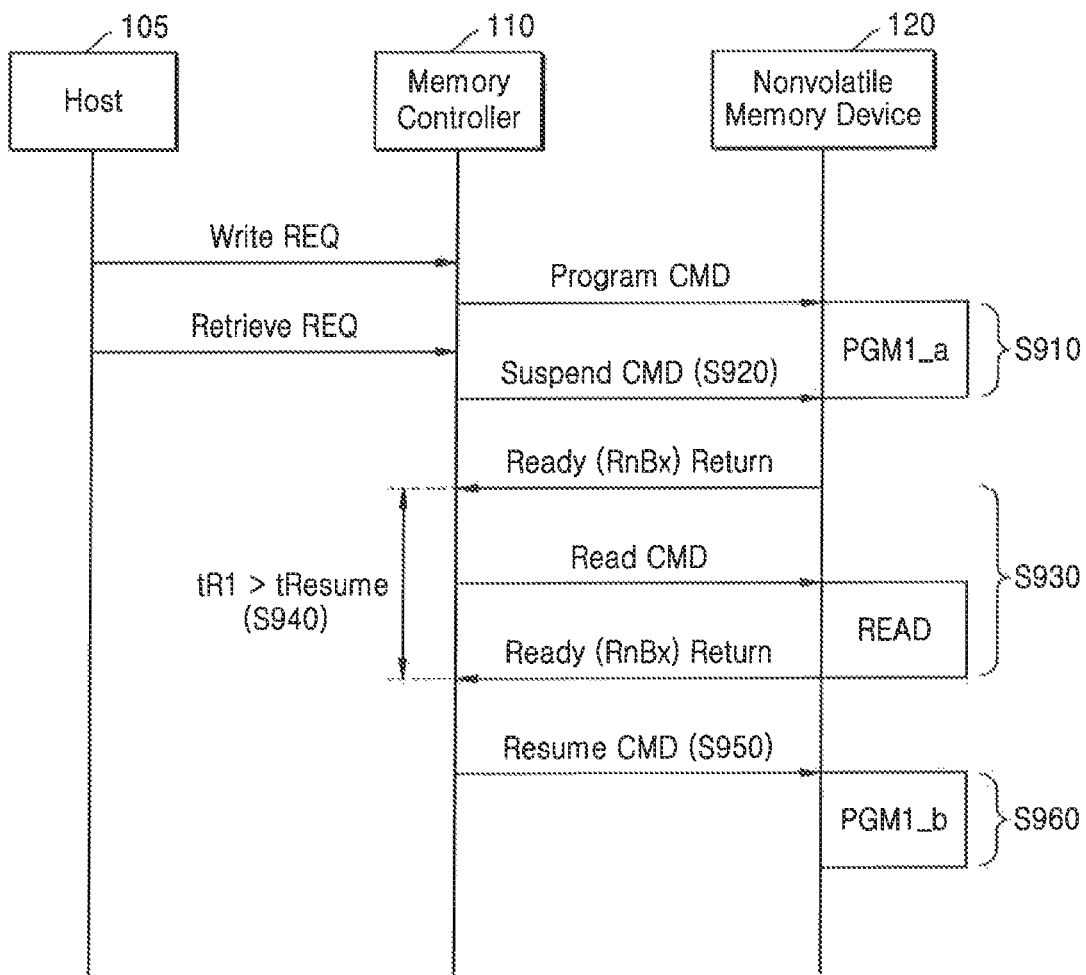 105
110
120
Host
Memory
Controller
Nonvolatile
Memory Device
Write REQ
Program CMD
Retrieve REQ
PGM1_a
S910
Suspend CMD (S920)
Ready (RnBx) Return
Read CMD
tR1 > tResume
(S940)
S930
READ
Ready (RnBx) Return
Resume CMD (S950)
PGM1_b
S960